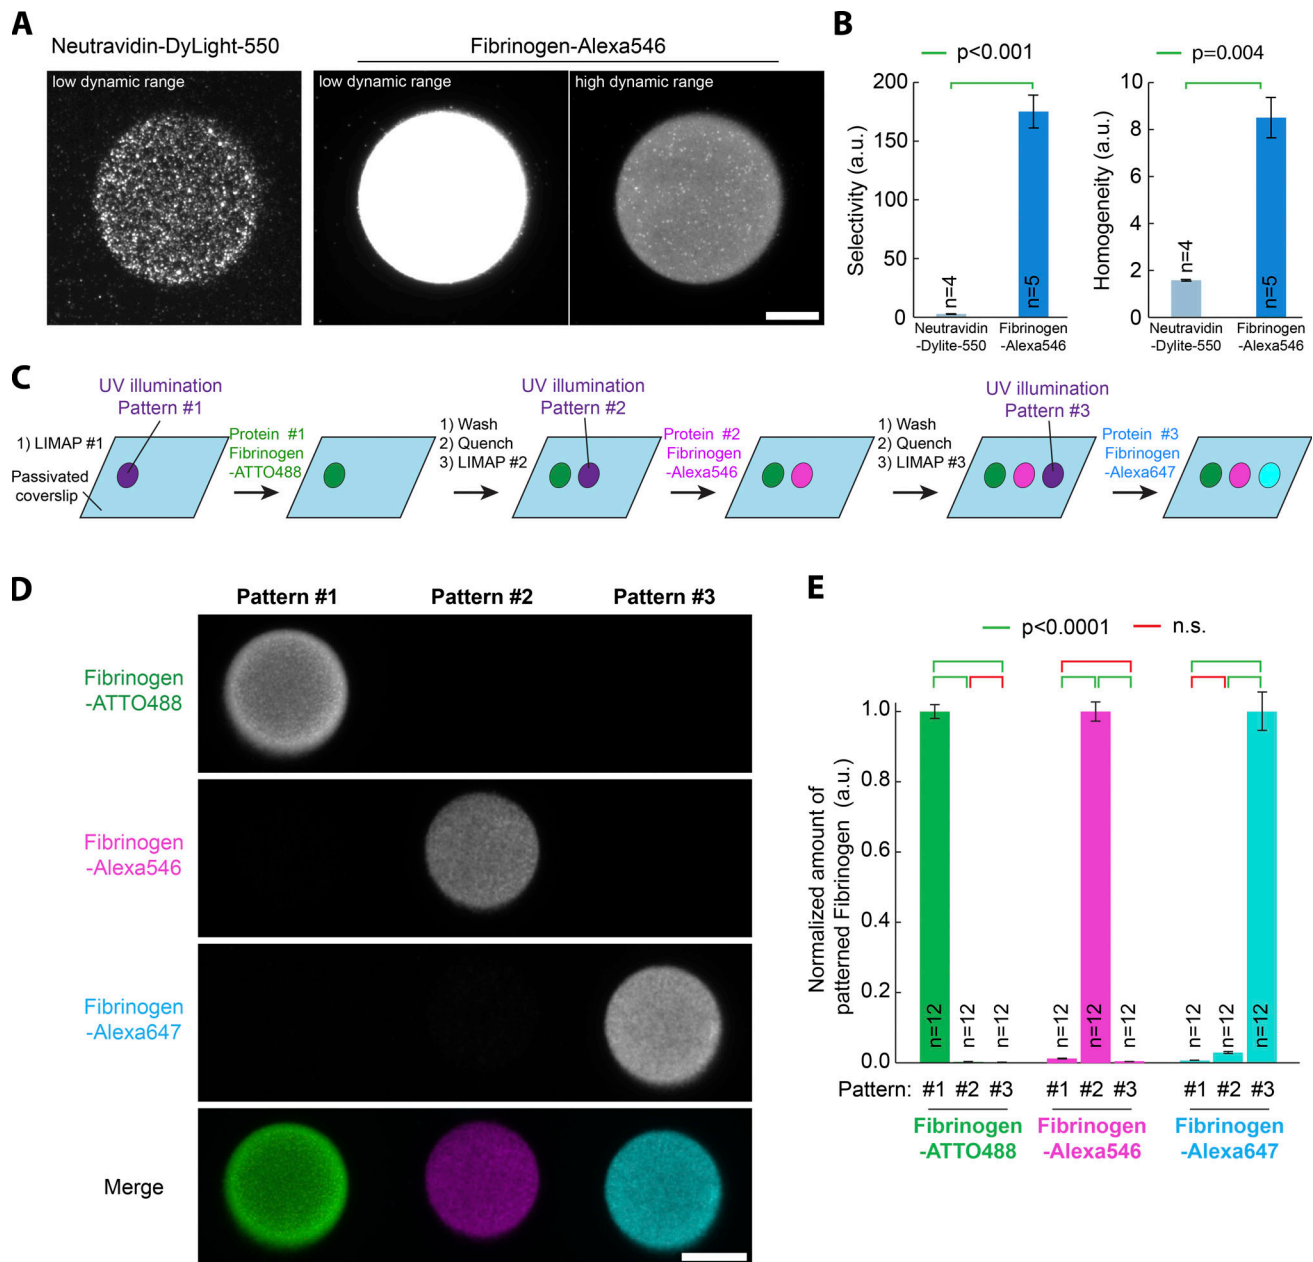 A
Neutravidin-DyLight-550
Fibrinogen-Alexa546
low dynamic range
low dynamic range
high dynamic range
B
p<0.001
p=0.004
Selectivity (a.u.)
200
150
100
50
0
n=4
n=5
Neutravidin
-Dylite-550
Fibrinogen
-Alexa546
Homogeneity (a.u.)
10
8
6
4
2
0
n=4
n=5
Neutravidin
-Dylite-550
Fibrinogen
-Alexa546
C
UV illumination
Pattern #1
1) LIMAP #1
Passivated
coverslip
Protein #1
Fibrinogen
-ATTO488
1) Wash
2) Quench
3) LIMAP #2
UV illumination
Pattern #2
Protein #2
Fibrinogen
-Alexa546
1) Wash
2) Quench
3) LIMAP #3
UV illumination
Pattern #3
Protein #3
Fibrinogen
-Alexa647
D
Pattern #1
Pattern #2
Pattern #3
Fibrinogen
-ATTO488
Fibrinogen
-Alexa546
Fibrinogen
-Alexa647
Merge
E
p<0.0001
n.s.
Normalized amount of
patterned Fibrinogen (a.u.)
1.0
0.8
0.6
0.4
0.2
0.0
n=12
n=12
n=12
n=12
n=12
n=12
n=12
n=12
n=12
Pattern: #1 #2 #3
#1 #2 #3
#1 #2 #3
Fibrinogen
-ATTO488
Fibrinogen
-Alexa546
Fibrinogen
-Alexa647